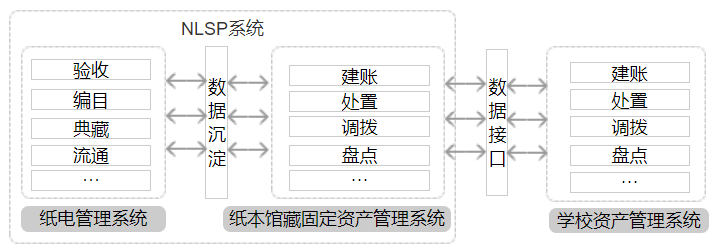 NLSP系统
验收
编目
典藏
流通
…
纸电管理系统
数据沉淀
建账
处置
调拨
盘点
…
纸本馆藏固定资产管理系统
数据接口
建账
处置
调拨
盘点
…
学校资产管理系统